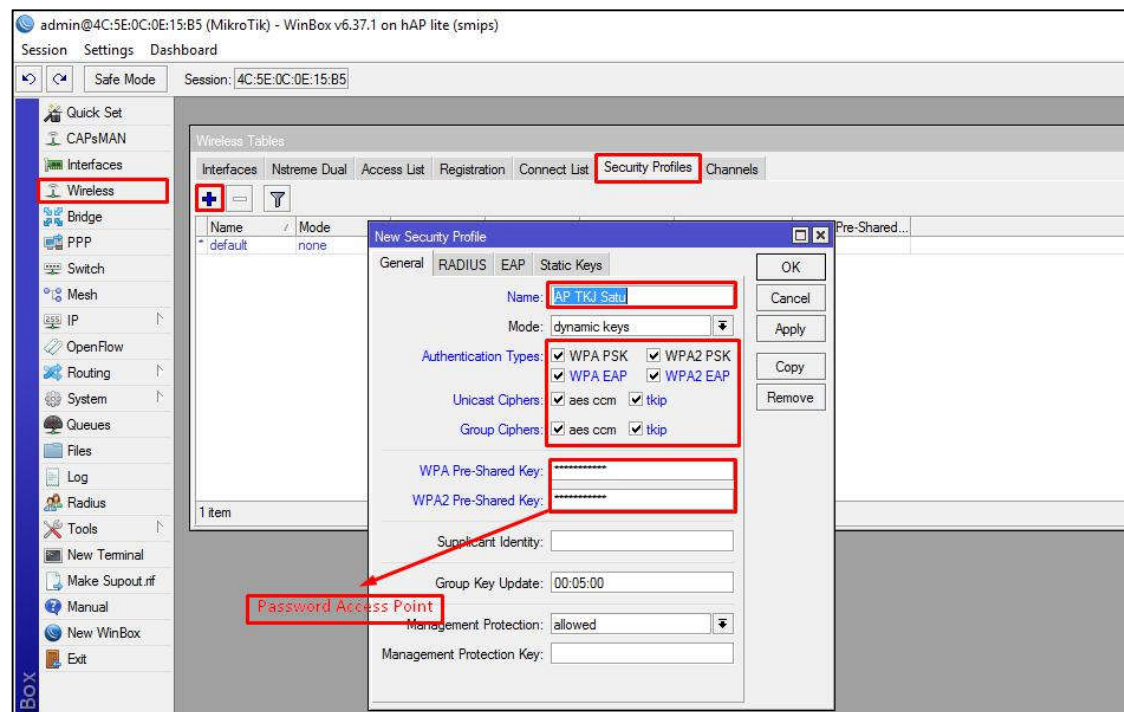 admin@4C:5E:0C:0E:15:B5 (MikroTik) - WinBox v6.37.1 on hAP lite (smips)
Session Settings Dashboard
Safe Mode Session: 4C:5E:0C:0E:15:B5
Quick Set
CAPsMAN
Interfaces
Wireless
Bridge
PPP
Switch
Mesh
IP
OpenFlow
Routing
System
Queues
Files
Log
Radius
Tools
New Terminal
Make Supout.rif
Manual
New WinBox
Exit
Box
Wireless Tables
Interfaces Nstreme Dual Access List Registration Connect List Security Profiles Channels
Name / Mode Pre-Shared...
* default none
1 item
New Security Profile
General RADIUS EAP Static Keys
Name: AP TKJ Satu
Mode: dynamic keys
Authentication Types: WPA PSK WPA2 PSK
WPA EAP WPA2 EAP
Unicast Ciphers: aes ccm tkip
Group Ciphers: aes ccm tkip
WPA Pre-Shared Key: ***********
WPA2 Pre-Shared Key: ***********
Supplicant Identity:
Group Key Update: 00:05:00
Management Protection: allowed
Management Protection Key:
OK
Cancel
Apply
Copy
Remove
Password Access Point